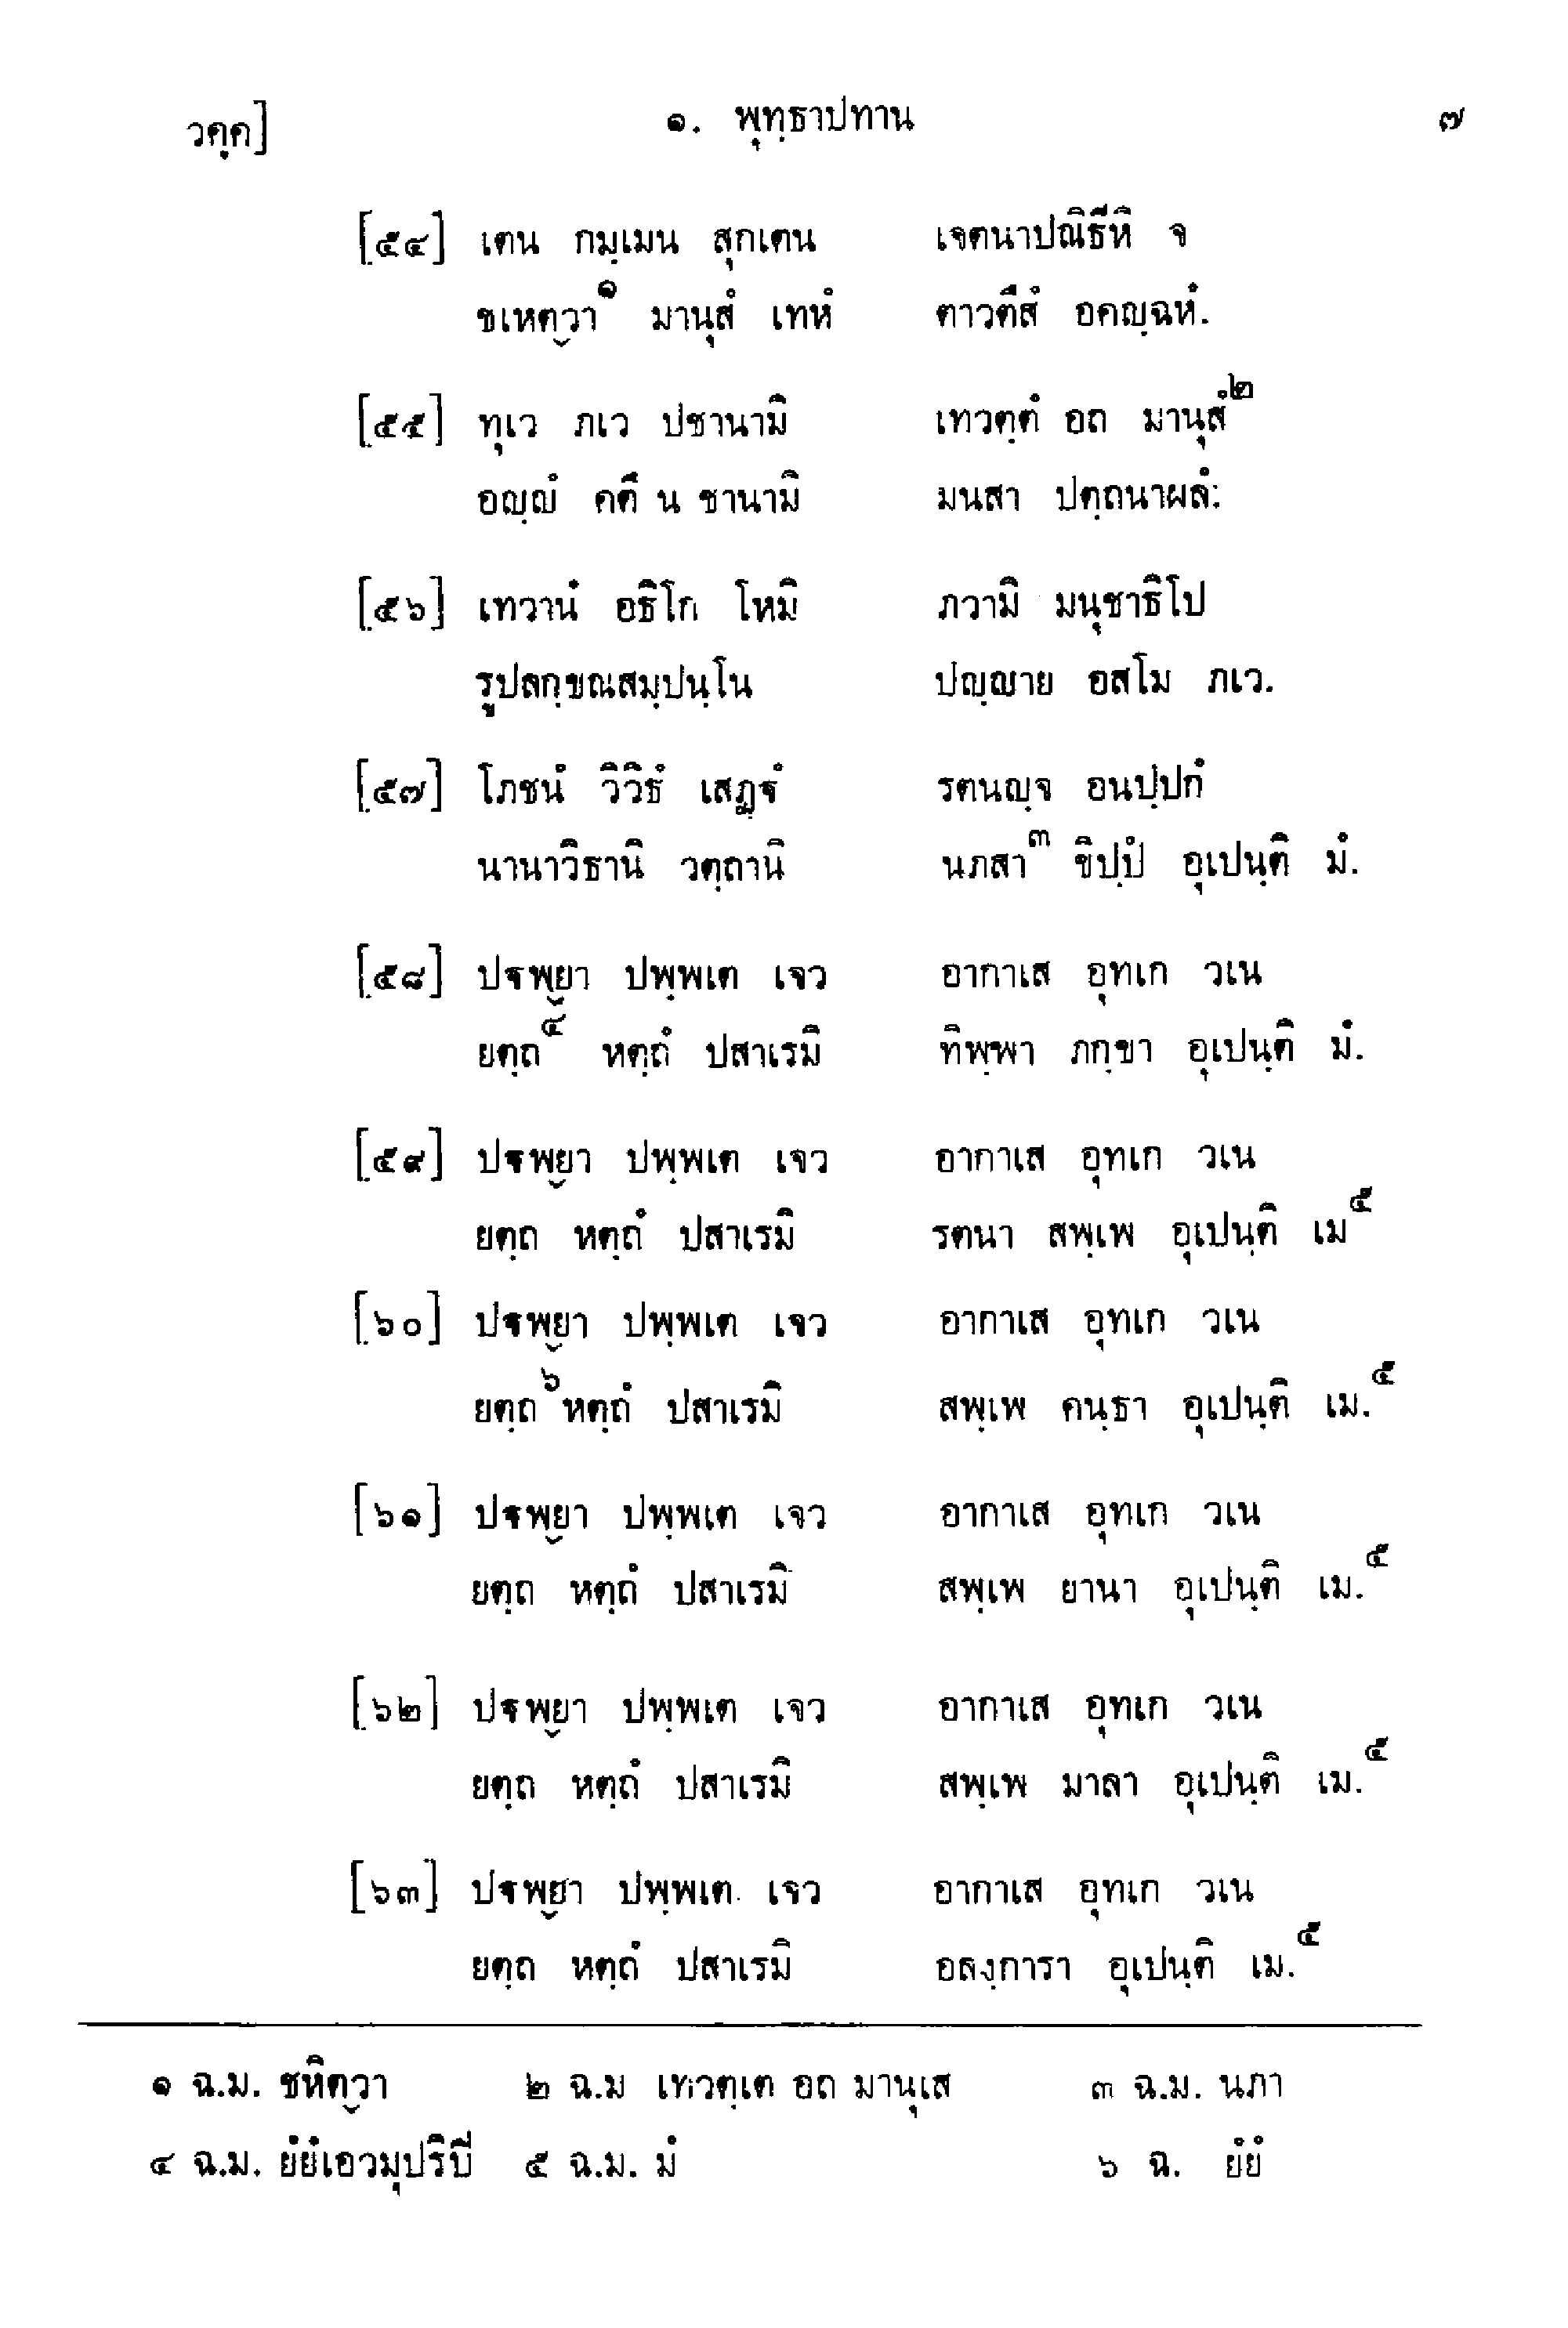 วคฺค] ๑. พุทฺธาปทาน ๗
[๕๔] เตน กมฺเมน สุกเตน เจตนาปณิธีหิ จ
ชเหตฺวา๑ มานุสํ เทหํ ตาวตึสํ อคญฺฉหํ.
[๕๕] ทุเว ภเว ปชานามิ เทวตฺตํ อถ มานุสํ๒
อญฺญํ คตึ น ชานามิ มนสา ปตฺถนาผลํ:
[๕๖] เทวานํ อธิโก โหมิ ภวามิ มนุชาธิโป
รูปลกฺขณสมฺปนฺโน ปญฺญาย อสโม ภเว.
[๕๗] โภชนํ วิวิธํ เสฏฺฐํ รตนญฺจ อนปฺปกํ
นานาวิธานิ วตฺถานิ นภสา๓ ขิปฺปํ อุเปนฺติ มํ.
[๕๘] ปฐพฺยา ปพฺพเต เจว อากาเส อุทเก วเน
ยตฺถ๔ หตฺถํ ปสาเรมิ ทิพฺพา ภกฺขา อุเปนฺติ มํ.
[๕๙] ปฐพฺยา ปพฺพเต เจว อากาเส อุทเก วเน
ยตฺถ หตฺถํ ปสาเรมิ รตนา สพฺเพ อุเปนฺติ เม๕
[๖๐] ปฐพฺยา ปพฺพเต เจว อากาเส อุทเก วเน
ยตฺถ๖ หตฺถํ ปสาเรมิ สพฺเพ คนฺธา อุเปนฺติ เม.๕
[๖๑] ปฐพฺยา ปพฺพเต เจว อากาเส อุทเก วเน
ยตฺถ หตฺถํ ปสาเรมิ สพฺเพ ยานา อุเปนฺติ เม.๕
[๖๒] ปฐพฺยา ปพฺพเต เจว อากาเส อุทเก วเน
ยตฺถ หตฺถํ ปสาเรมิ สพฺเพ มาลา อุเปนฺติ เม.๕
[๖๓] ปฐพฺยา ปพฺพเต เจว อากาเส อุทเก วเน
ยตฺถ หตฺถํ ปสาเรมิ อลงฺการา อุเปนฺติ เม.๕
๑ ฉ.ม. ชหิตฺวา ๒ ฉ.ม เทวตฺเต อถ มานุเส ๓ ฉ.ม. นภา
๔ ฉ.ม. ยํยํเอวมุปริปี ๕ ฉ.ม. มํ ๖ ฉ. ยํยํ